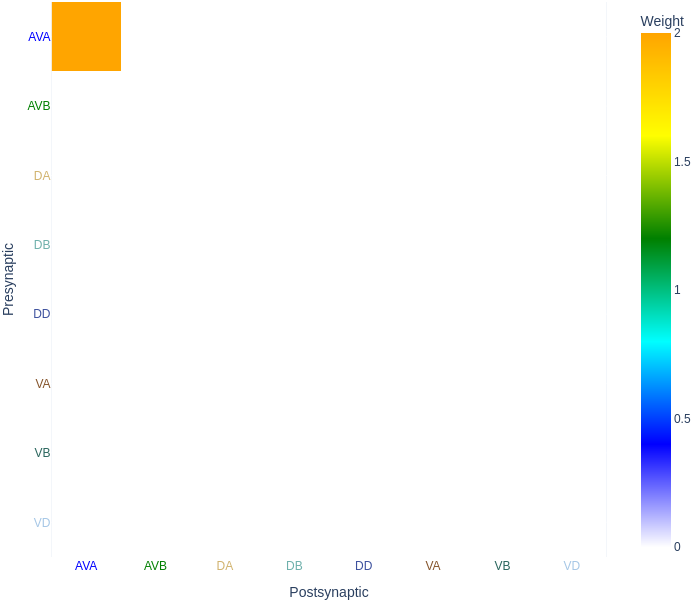 Weight
AVA
AVB
DA
DB
DD
VA
VB
VD
Presynaptic
2
1.5
1
0.5
0
AVA AVB DA DB DD VA VB VD
Postsynaptic